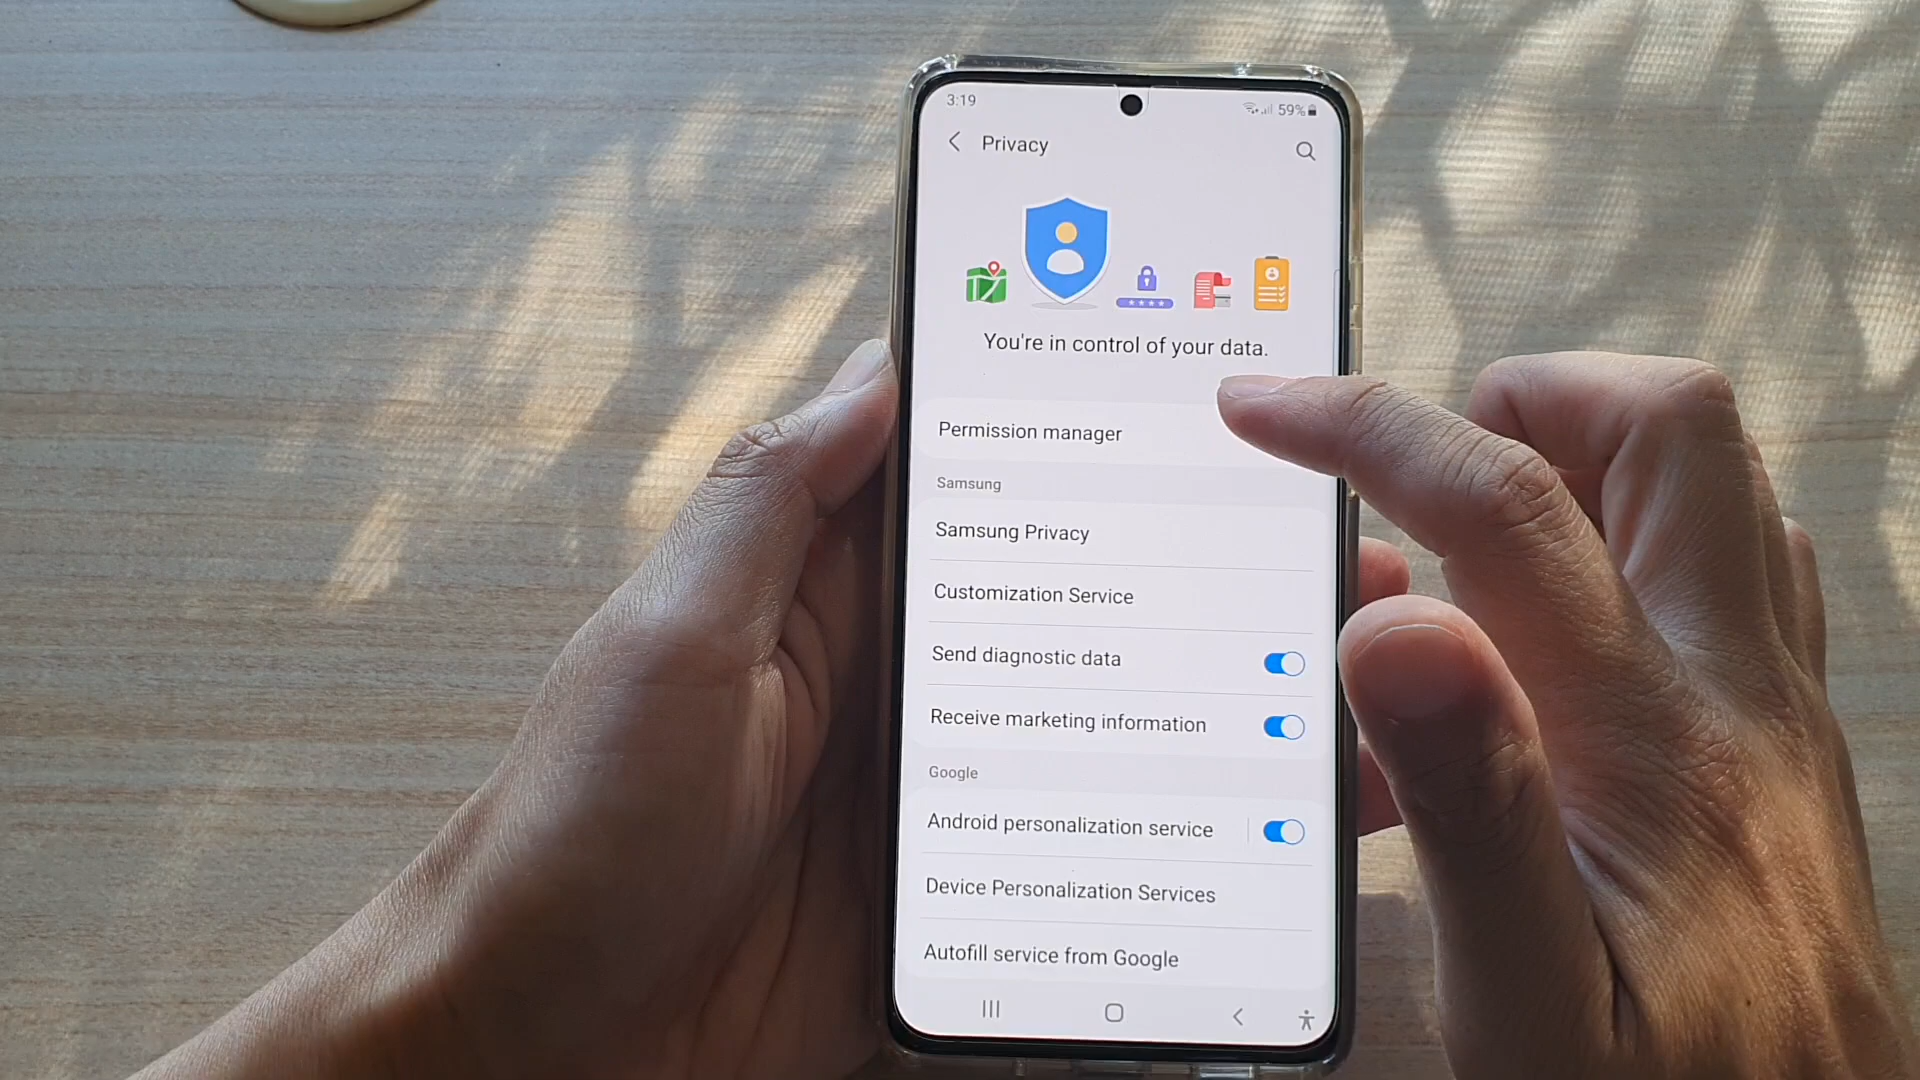 3:19
59%
Privacy
You're in control of your data.
Permission manager
Samsung
Samsung Privacy
Customization Service
Send diagnostic data
Receive marketing information
Google
Android personalization service
Device Personalization Services
Autofill service from Google